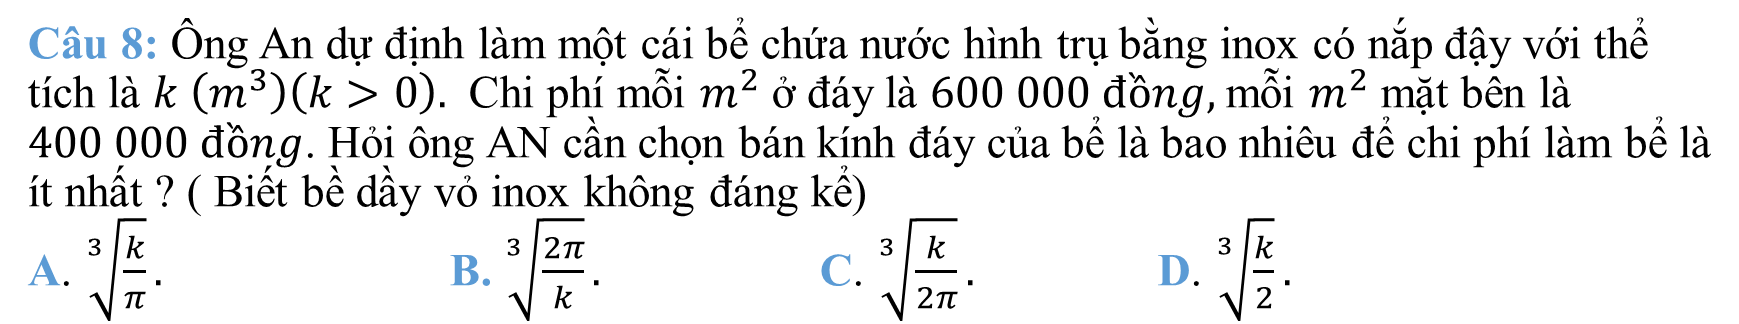 Câu 8: Ông An dự định làm một cái bể chứa nước hình trụ bằng inox có nắp đậy với thể
tích là k (m³)(k > 0). Chi phí mỗi m² ở đáy là 600 000 đồng, mỗi m² mặt bên là
400 000 đồng. Hỏi ông AN cần chọn bán kính đáy của bể là bao nhiêu để chi phí làm bể là
ít nhất ? ( Biết bề dầy vỏ inox không đáng kể)
A. ∛(k/π). B. ∛(2π/k). C. ∛(k/2π). D. ∛(k/2).